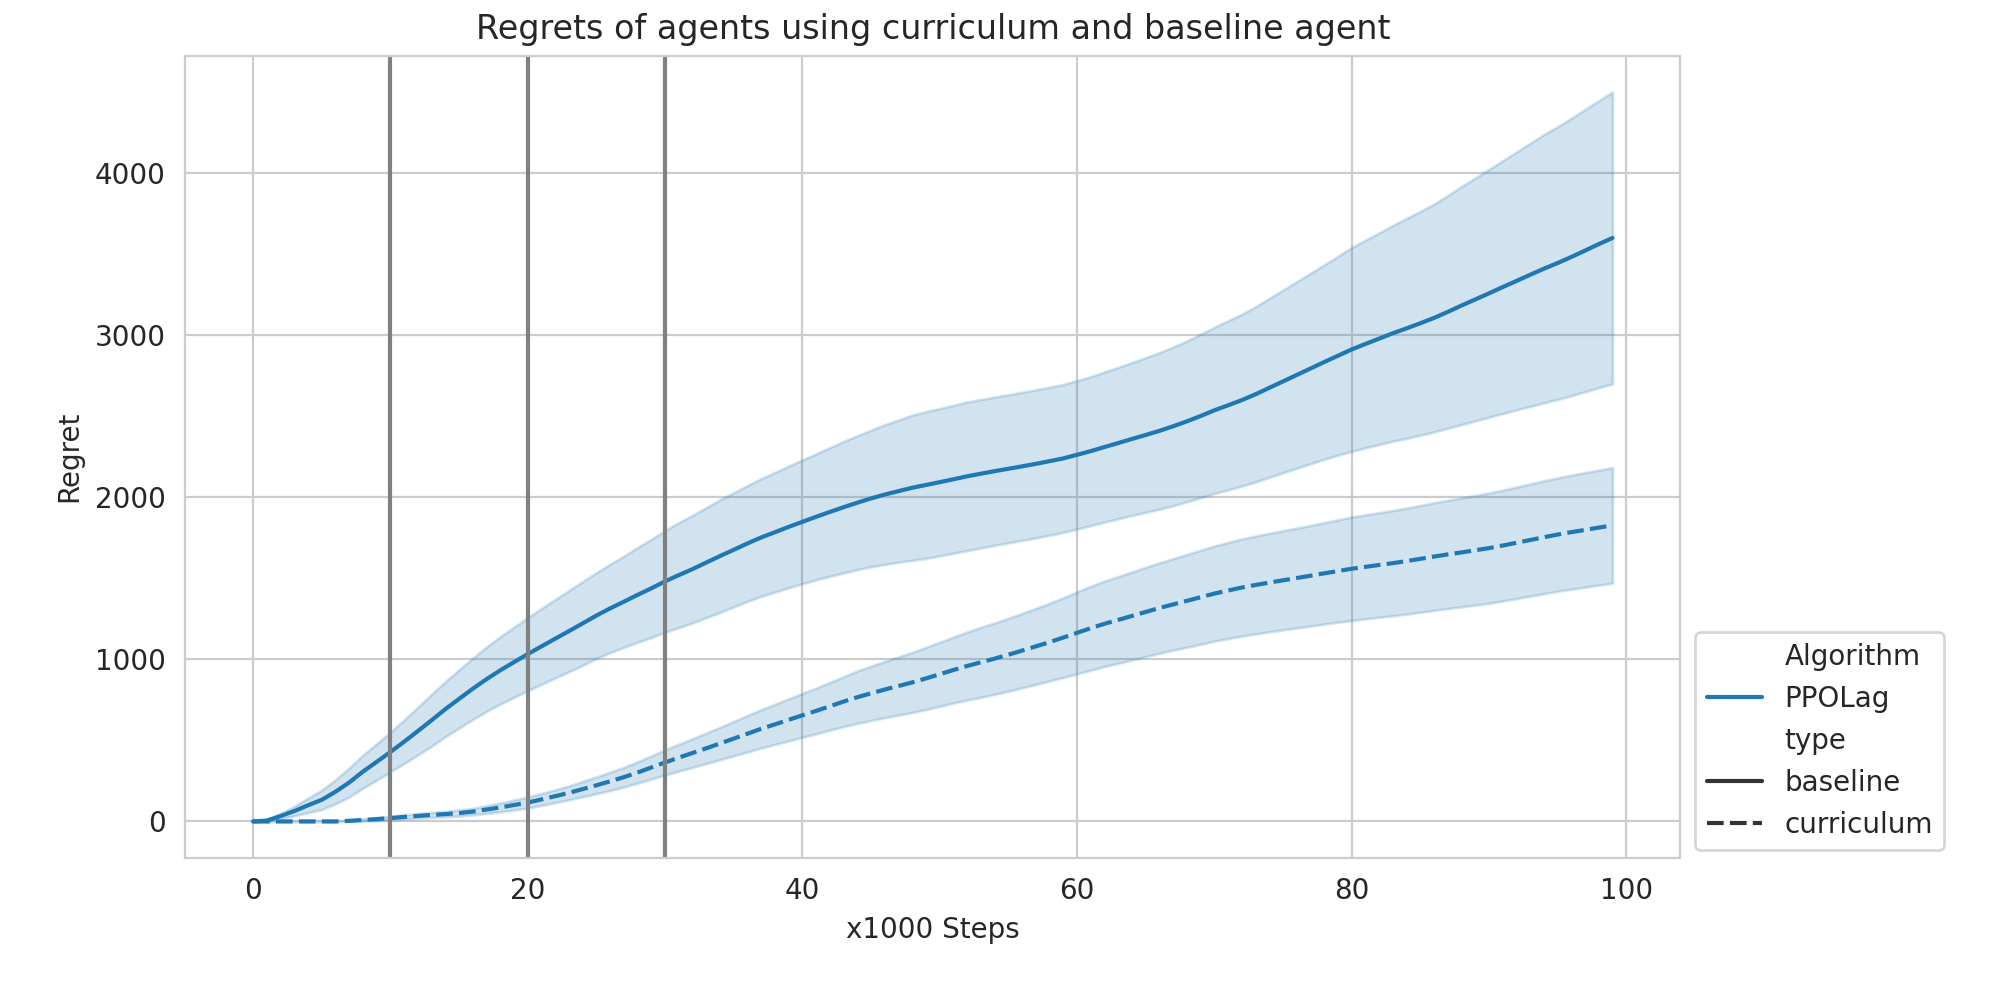 Regrets of agents using curriculum and baseline agent
4000
3000
2000
1000
0
Regret
0 20 40 60 80 100
x1000 Steps
Algorithm
PPOLag
type
baseline
curriculum